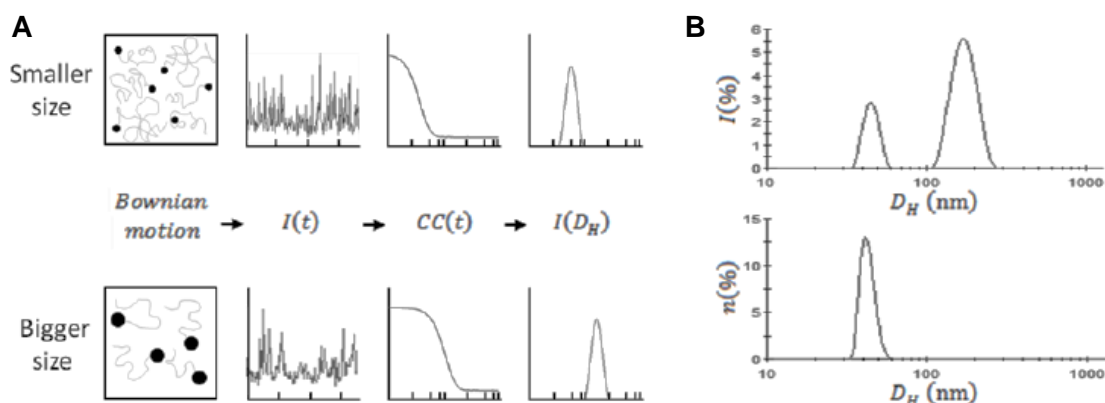 A
Smaller
size
Bownian
motion
I(t)
CC(t)
I(D_H)
Bigger
size
B
6
5
4
3
2
1
0
I(%)
10
100
1000
D_H (nm)
15
10
5
0
n(%)
10
100
1000
D_H (nm)